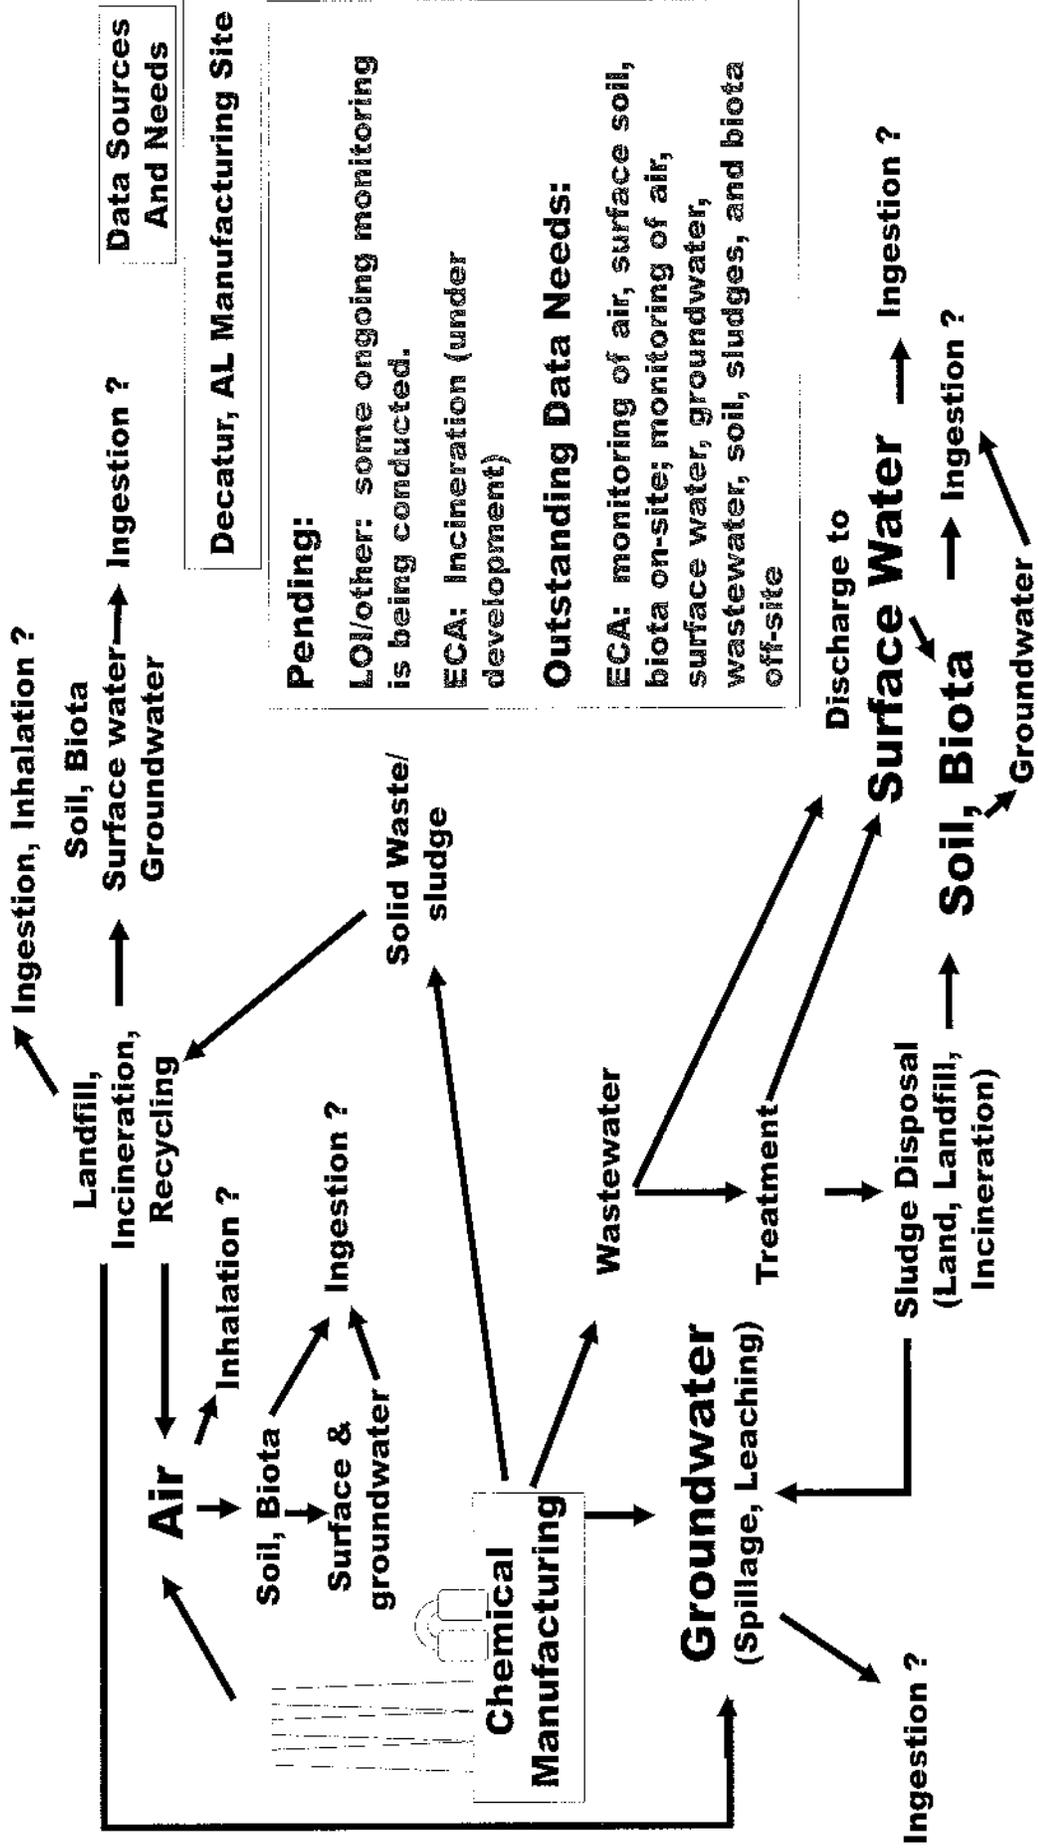 Data Sources
And Needs
Decatur, AL Manufacturing Site
Ingestion, Inhalation ?
Landfill,
Incineration,
Recycling
Soil, Biota
Surface water
Groundwater
Ingestion ?
Air
Inhalation ?
Soil, Biota
Surface &
groundwater
Ingestion ?
Solid Waste/
sludge
Pending:
LOI/other: some ongoing monitoring
is being conducted.
ECA: Incineration (under
development)
Outstanding Data Needs:
ECA: monitoring of air, surface soil,
biota on-site; monitoring of air,
surface water, groundwater,
wastewater, soil, sludges, and biota
off-site
Chemical
Manufacturing
Wastewater
Groundwater
(Spillage, Leaching)
Treatment
Discharge to
Surface Water
Ingestion ?
Sludge Disposal
(Land, Landfill,
Incineration)
Soil, Biota
Ingestion ?
Groundwater
Ingestion ?